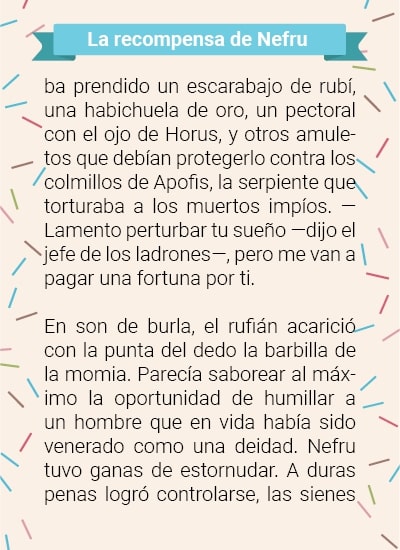 La recompensa de Nefru
ba prendido un escarabajo de rubí,
una habichuela de oro, un pectoral
con el ojo de Horus, y otros amule-
tos que debían protegerlo contra los
colmillos de Apofis, la serpiente que
torturaba a los muertos impíos. —
Lamento perturbar tu sueño —dijo el
jefe de los ladrones—, pero me van a
pagar una fortuna por ti.
En son de burla, el rufián acarició
con la punta del dedo la barbilla de
la momia. Parecía saborear al máx-
imo la oportunidad de humillar a
un hombre que en vida había sido
venerado como una deidad. Nefru
tuvo ganas de estornudar. A duras
penas logró controlarse, las sienes